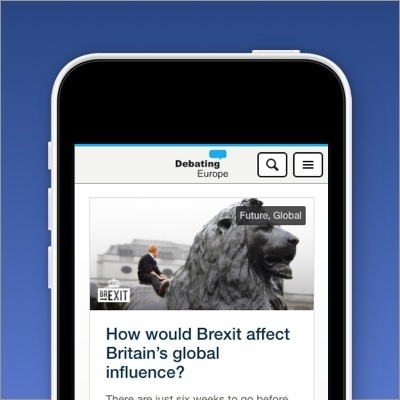 Debating
Europe
Future, Global
BREXIT
How would Brexit affect
Britain's global
influence?
There are just six weeks to go before